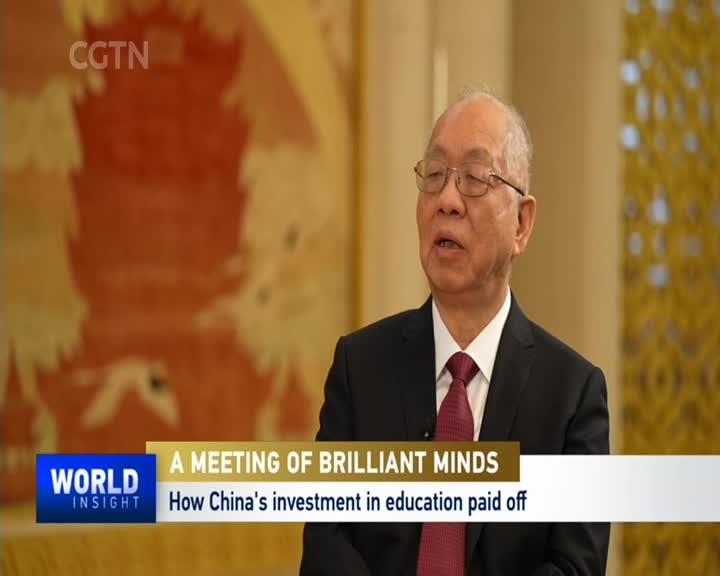 CGTN
A MEETING OF BRILLIANT MINDS
WORLD
INSIGHT
How China's investment in education paid off